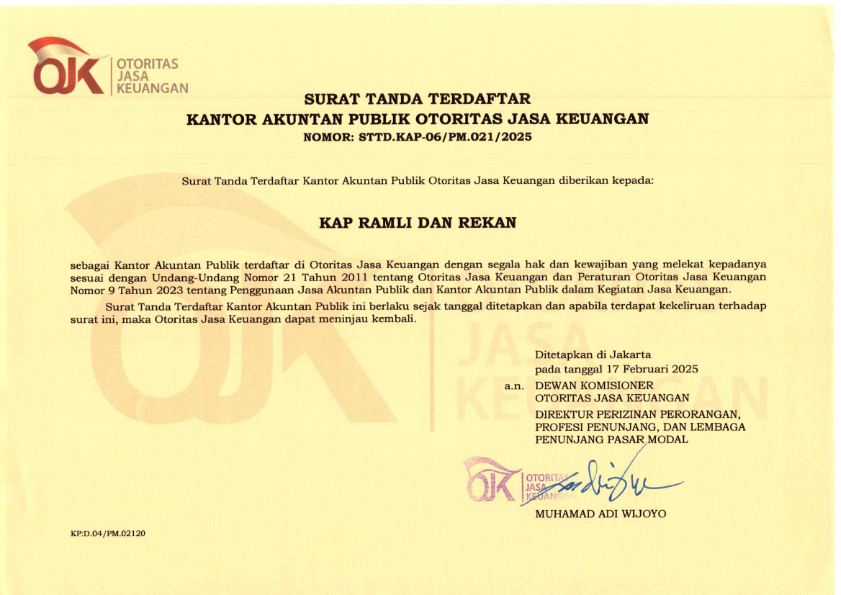 OJK
OTORITAS
JASA
KEUANGAN
SURAT TANDA TERDAFTAR
KANTOR AKUNTAN PUBLIK OTORITAS JASA KEUANGAN
NOMOR: STTD.KAP-06/PM.021/2025
Surat Tanda Terdaftar Kantor Akuntan Publik Otoritas Jasa Keuangan diberikan kepada:
KAP RAMLI DAN REKAN
sebagai Kantor Akuntan Publik terdaftar di Otoritas Jasa Keuangan dengan segala hak dan kewajiban yang melekat kepadanya
sesuai dengan Undang-Undang Nomor 21 Tahun 2011 tentang Otoritas Jasa Keuangan dan Peraturan Otoritas Jasa Keuangan
Nomor 9 Tahun 2023 tentang Penggunaan Jasa Akuntan Publik dan Kantor Akuntan Publik dalam Kegiatan Jasa Keuangan.
Surat Tanda Terdaftar Kantor Akuntan Publik ini berlaku sejak tanggal ditetapkan dan apabila terdapat kekeliruan terhadap
surat ini, maka Otoritas Jasa Keuangan dapat meninjau kembali.
OJK
JASA
KEUANGAN
Ditetapkan di Jakarta
pada tanggal 17 Februari 2025
a.n. DEWAN KOMISIONER
OTORITAS JASA KEUANGAN
DIREKTUR PERIZINAN PERORANGAN,
PROFESI PENUNJANG, DAN LEMBAGA
PENUNJANG PASAR MODAL
OJK
OTORITAS
JASA
KEUANGAN
MUHAMAD ADI WIJOYO
KP:D.04/PM.02120